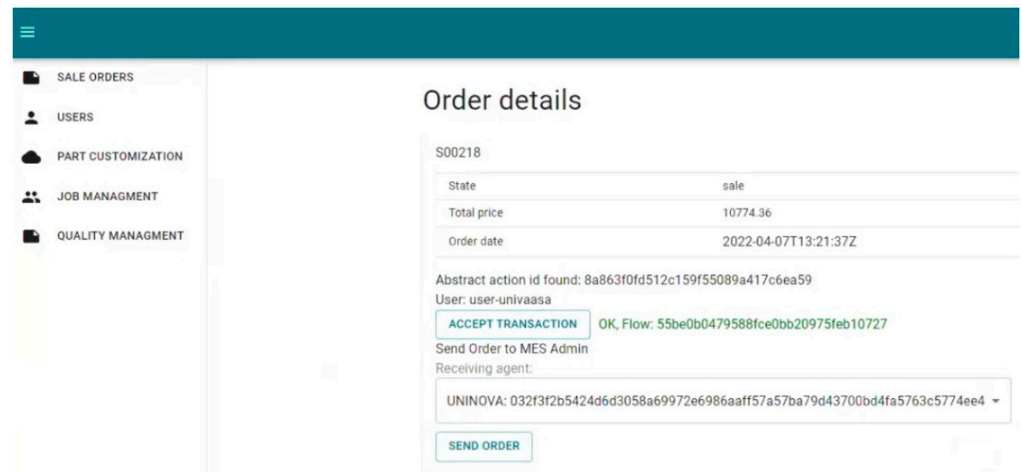 SALE ORDERS
USERS
PART CUSTOMIZATION
JOB MANAGMENT
QUALITY MANAGMENT
Order details
S00218
State sale
Total price 10774.36
Order date 2022-04-07T13:21:37Z
Abstract action id found: 8a863f0fd512c159f55089a417c6ea59
User: user-univaasa
ACCEPT TRANSACTION OK, Flow: 55be0b0479588fce0bb20975feb10727
Send Order to MES Admin
Receiving agent:
UNINOVA: 032f3f2b5424d6d3058a69972e6986aaff57a57ba79d43700bd4fa5763c5774ee4
SEND ORDER